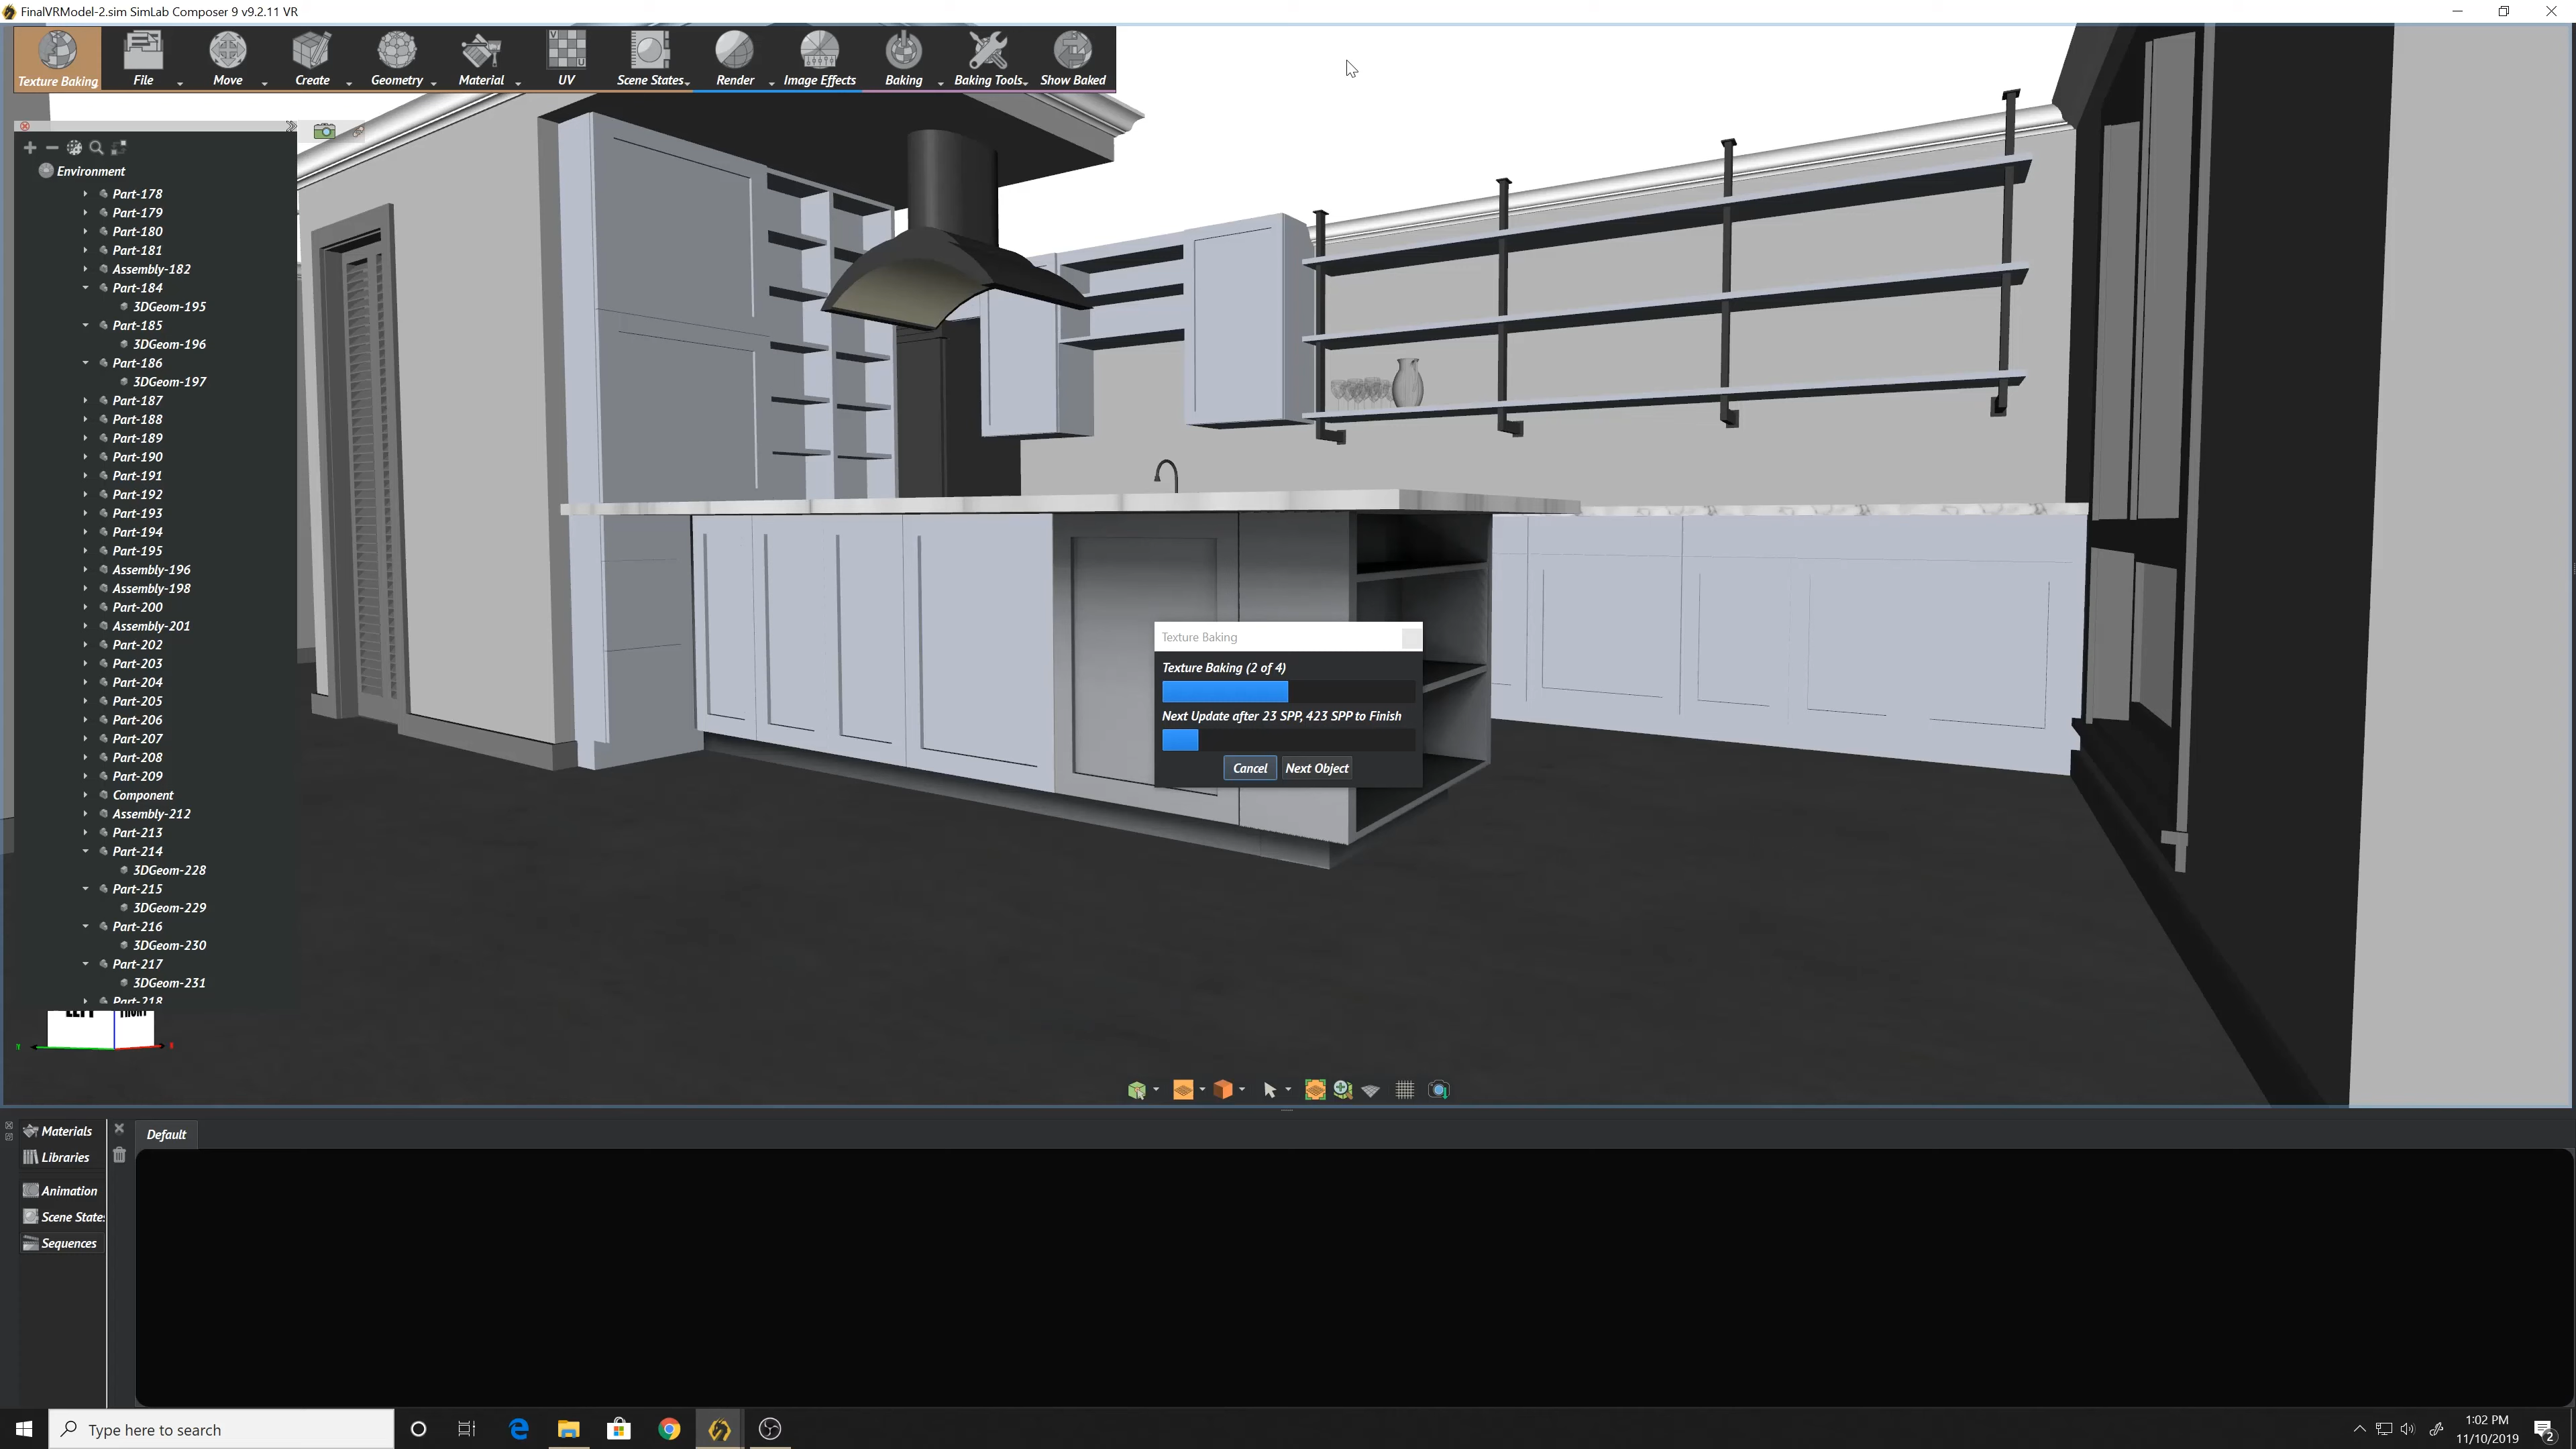 FinalVRModel-2.sim SimLab Composer 9 v9.2.11 VR
Texture Baking
File
Move
Create
Geometry
Material
UV
Scene States
Render
Image Effects
Baking
Baking Tools
Show Baked
Environment
Part-178
Part-179
Part-180
Part-181
Assembly-182
Part-184
3DGeom-195
Part-185
3DGeom-196
Part-186
3DGeom-197
Part-187
Part-188
Part-189
Part-190
Part-191
Part-192
Part-193
Part-194
Part-195
Assembly-196
Assembly-198
Part-200
Assembly-201
Part-202
Part-203
Part-204
Part-205
Part-206
Part-207
Part-208
Part-209
Component
Assembly-212
Part-213
Part-214
3DGeom-228
Part-215
3DGeom-229
Part-216
3DGeom-230
Part-217
3DGeom-231
Part-218
LEFT
FRONT
Texture Baking
Texture Baking (2 of 4)
Next Update after 23 SPP, 423 SPP to Finish
Cancel
Next Object
Materials
Libraries
Animation
Scene State
Sequences
Default
Type here to search
1:02 PM
11/10/2019
2